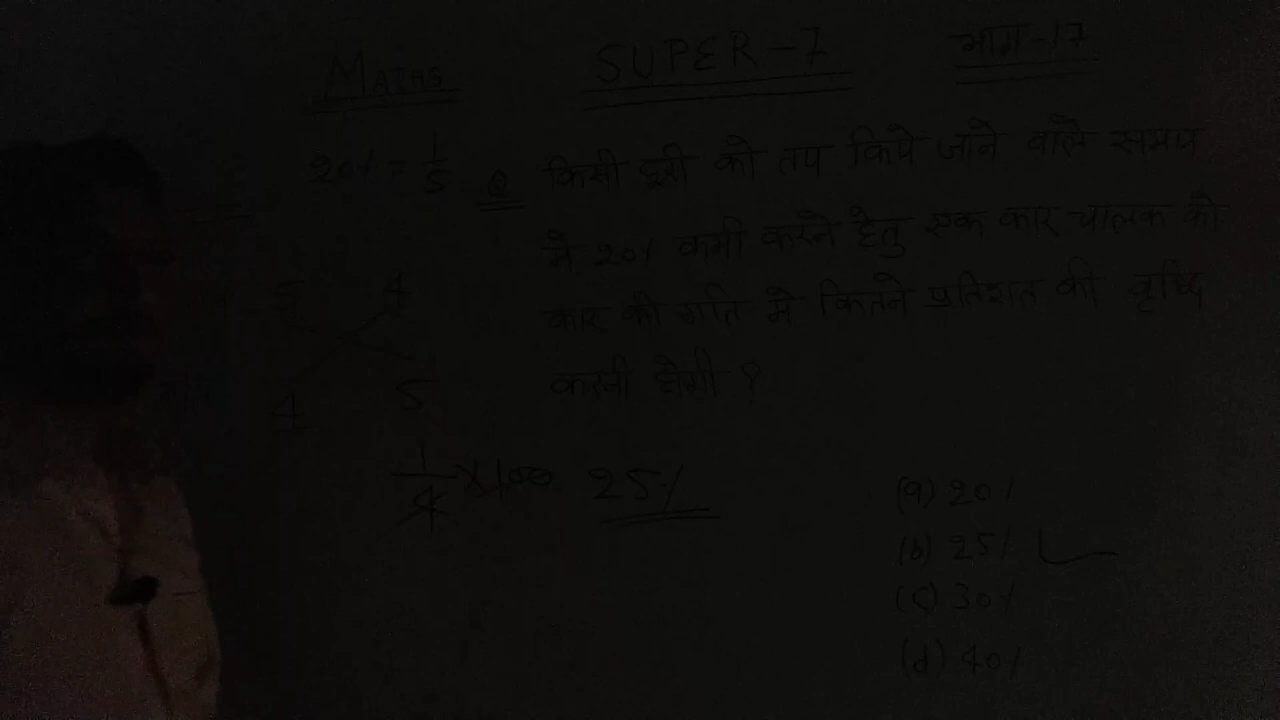 MATHS SUPER-7 भाग-17
20% = 1/5 Q किसी दूरी को तय किये जाने वाले समय
मे 20% कमी करने हेतु एक कार चालक को
5 4 कार की गति मे कितने प्रतिशत की वृध्दि
4 5 करनी होगी ?
1/4 × 100 25%
(a) 20%
(b) 25%
(c) 30%
(d) 40%